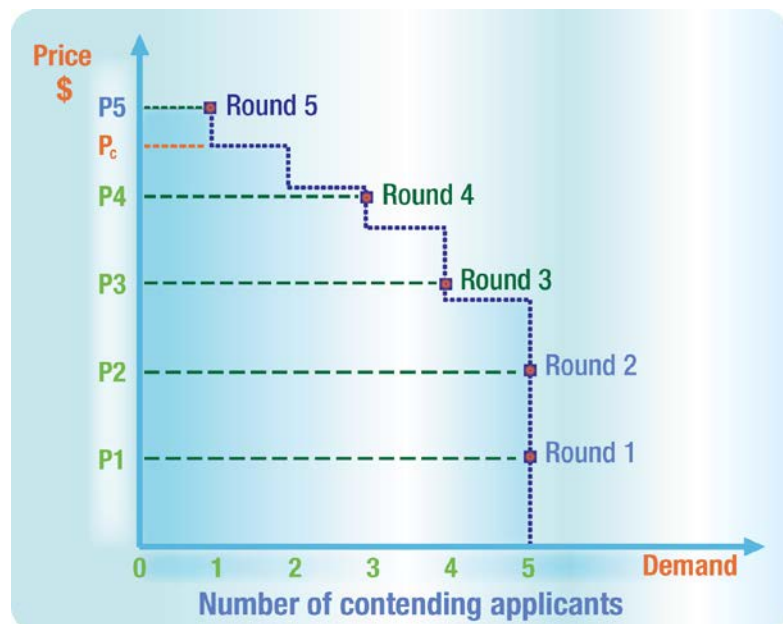 Price
$
P5
Round 5
Pc
P4
Round 4
P3
Round 3
P2
Round 2
P1
Round 1
0 1 2 3 4 5 Demand
Number of contending applicants